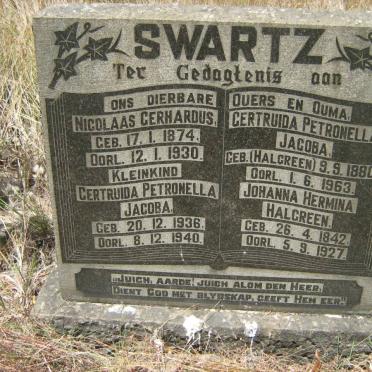 SWARTZ
Ter Gedagtenis aan
ONS DIERBARE
NICOLAAS GERHARDUS.
GEB. 17.1.1874.
OORL. 12.1.1930.
KLEINKIND
GERTRUIDA PETRONELLA
JACOBA.
GEB. 20.12.1936.
OORL. 8.12.1940.
OUERS EN OUMA.
GERTRUIDA PETRONELLA
JACOBA.
GEB. (HALGREEN) 9.9.1880
OORL. 1.6.1963.
JOHANNA HERMINA
HALGREEN.
GEB. 26.4.1842.
OORL. 5.9.1927.
„JUICH, AARDE! JUICH ALOM DEN HEER;
DIENT GOD MET BLYDSKAP, GEEFT HEM EER"